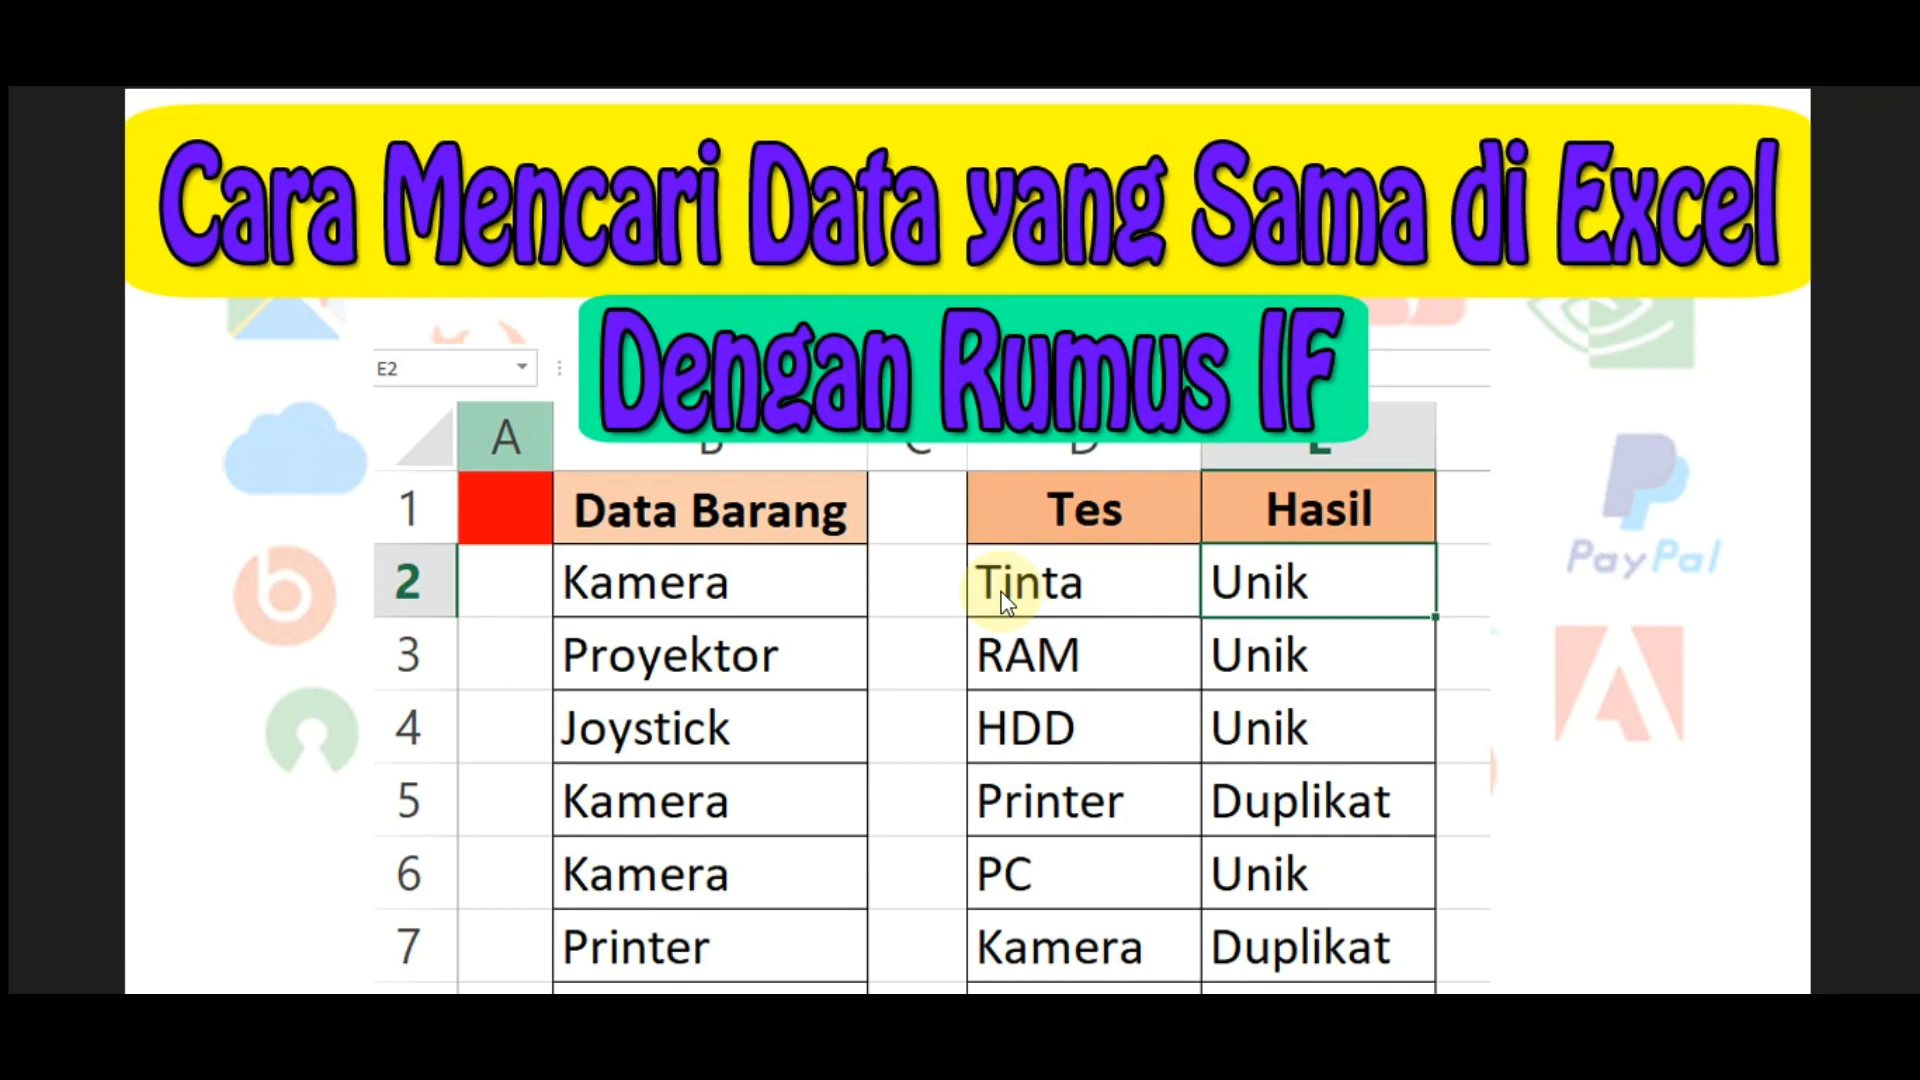 Cara Mencari Data yang Sama di Excel
Dengan Rumus IF
E2
A B C D E
1 Data Barang Tes Hasil
2 Kamera Tinta Unik
3 Proyektor RAM Unik
4 Joystick HDD Unik
5 Kamera Printer Duplikat
6 Kamera PC Unik
7 Printer Kamera Duplikat
PayPal